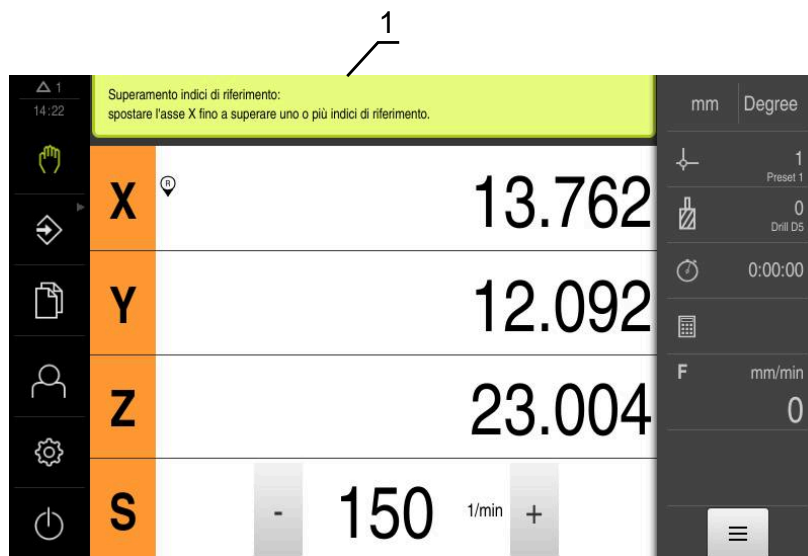 1
1
14:22
Superamento indici di riferimento:
spostare l'asse X fino a superare uno o più indici di riferimento.
mm Degree
X R 13.762
Y 12.092
Z 23.004
S - 150 1/min +
1
Preset 1
0
Drill D5
0:00:00
F mm/min
0